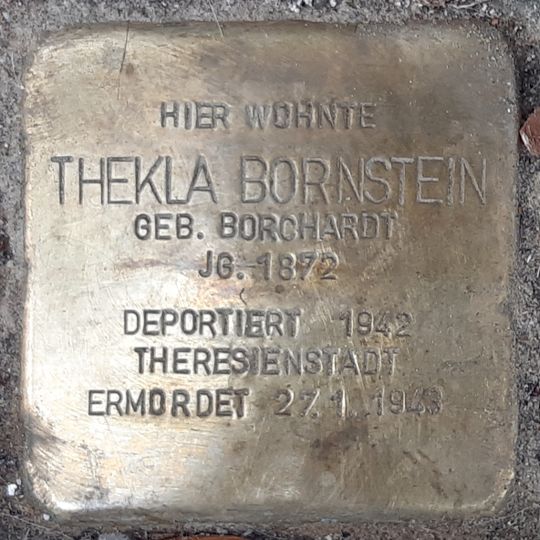 HIER WOHNTE
THEKLA BORNSTEIN
GEB. BORCHARDT
JG. 1872
DEPORTIERT 1942
THERESIENSTADT
ERMORDET 27.1.1943